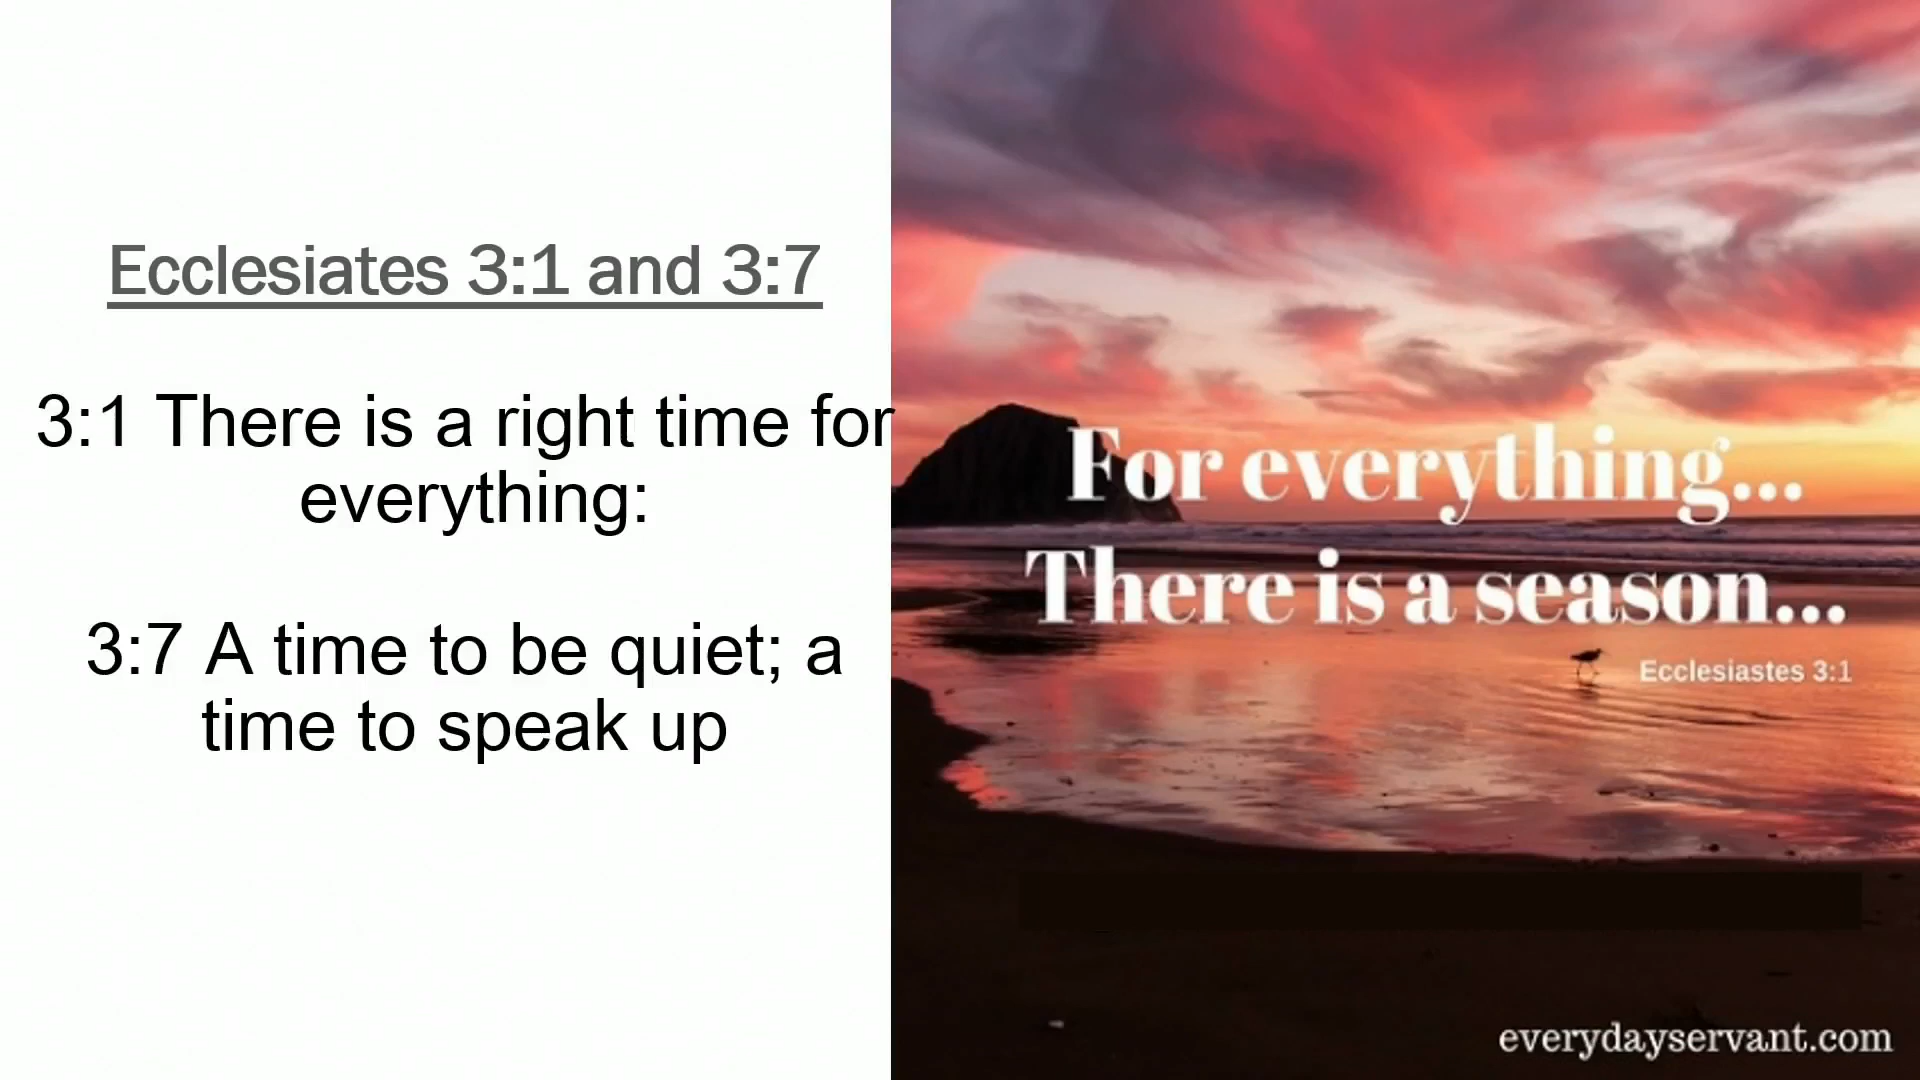 Ecclesiates 3:1 and 3:7
3:1 There is a right time for
everything:
3:7 A time to be quiet; a
time to speak up
For everything...
There is a season...
Ecclesiastes 3:1
everydayservant.com